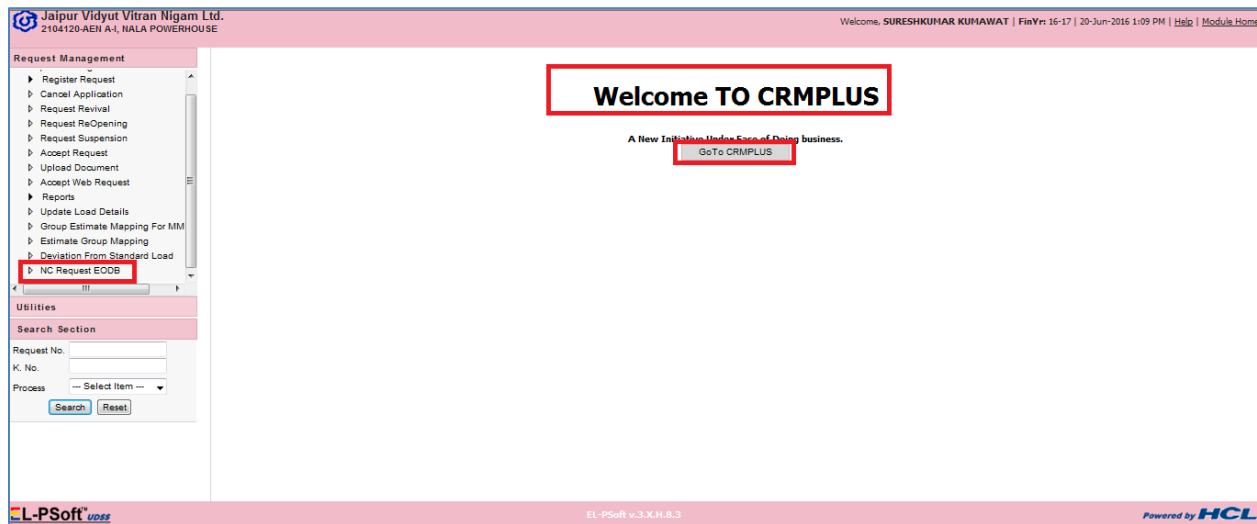 Jaipur Vidyut Vitran Nigam Ltd.
2104120-AEN A-I, NALA POWERHOUSE
Welcome, SURESHKUMAR KUMAWAT | FinYr: 16-17 | 20-Jun-2016 1:09 PM | Help | Module Home
Request Management
Register Request
Cancel Application
Request Revival
Request ReOpening
Request Suspension
Accept Request
Upload Document
Accept Web Request
Reports
Update Load Details
Group Estimate Mapping For MM
Estimate Group Mapping
Deviation From Standard Load
NC Request EODB
Utilities
Search Section
Request No.
K. No.
Process --- Select Item ---
Search Reset
Welcome TO CRMPLUS
A New Initiative Under Ease of Doing business.
GoTo CRMPLUS
EL-PSoft™ UDSS
EL-PSoft v.3.X.H.8.3
Powered by HCL